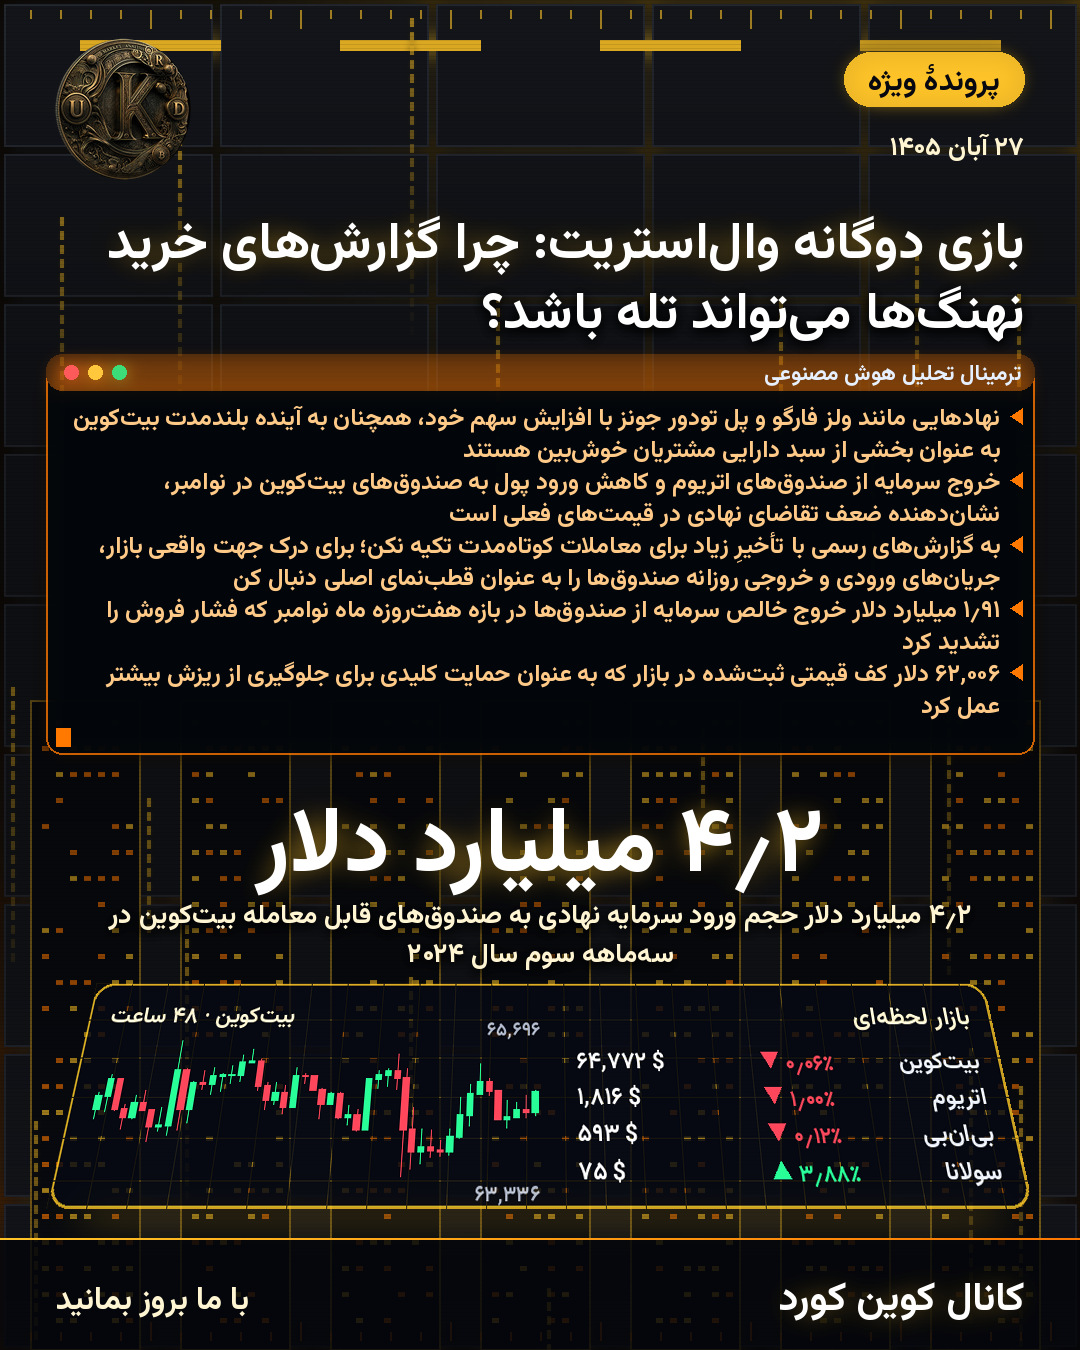 پروندهٔ ویژه
۲۷ آبان ۱۴۰۵
بازی دوگانه وال‌استریت: چرا گزارش‌های خرید
نهنگ‌ها می‌تواند تله باشد؟
ترمینال تحلیل هوش مصنوعی
نهادهایی مانند ولز فارگو و پل تودور جونز با افزایش سهم خود، همچنان به آینده بلندمدت بیت‌کوین
به عنوان بخشی از سبد دارایی مشتریان خوش‌بین هستند
خروج سرمایه از صندوق‌های اتریوم و کاهش ورود پول به صندوق‌های بیت‌کوین در نوامبر،
نشان‌دهنده ضعف تقاضای نهادی در قیمت‌های فعلی است
به گزارش‌های رسمی با تأخیرِ زیاد برای معاملات کوتاه‌مدت تکیه نکن؛ برای درک جهت واقعی بازار،
جریان‌های ورودی و خروجی روزانه صندوق‌ها را به عنوان قطب‌نمای اصلی دنبال کن
۱٫۹۱ میلیارد دلار خروج خالص سرمایه از صندوق‌ها در بازه هفت‌روزه ماه نوامبر که فشار فروش را
تشدید کرد
۶۲,۰۰۶ دلار کف قیمتی ثبت‌شده در بازار که به عنوان حمایت کلیدی برای جلوگیری از ریزش بیشتر
عمل کرد
۴٫۲ میلیارد دلار
۴٫۲ میلیارد دلار حجم ورود سرمایه نهادی به صندوق‌های قابل معامله بیت‌کوین در
سه‌ماهه سوم سال ۲۰۲۴
بازار لحظه‌ای
بیت‌کوین ۰٫۰۶٪ ۶۴,۷۷۲ $
اتریوم ۱٫۰۰٪ ۱,۸۱۶ $
بی‌ان‌بی ۰٫۱۲٪ ۵۹۳ $
سولانا ۳٫۸۸٪ ۷۵ $
بیت‌کوین · ۴۸ ساعت
۶۵,۶۹۶
۶۳,۳۳۶
کانال کوین کورد
با ما بروز بمانید